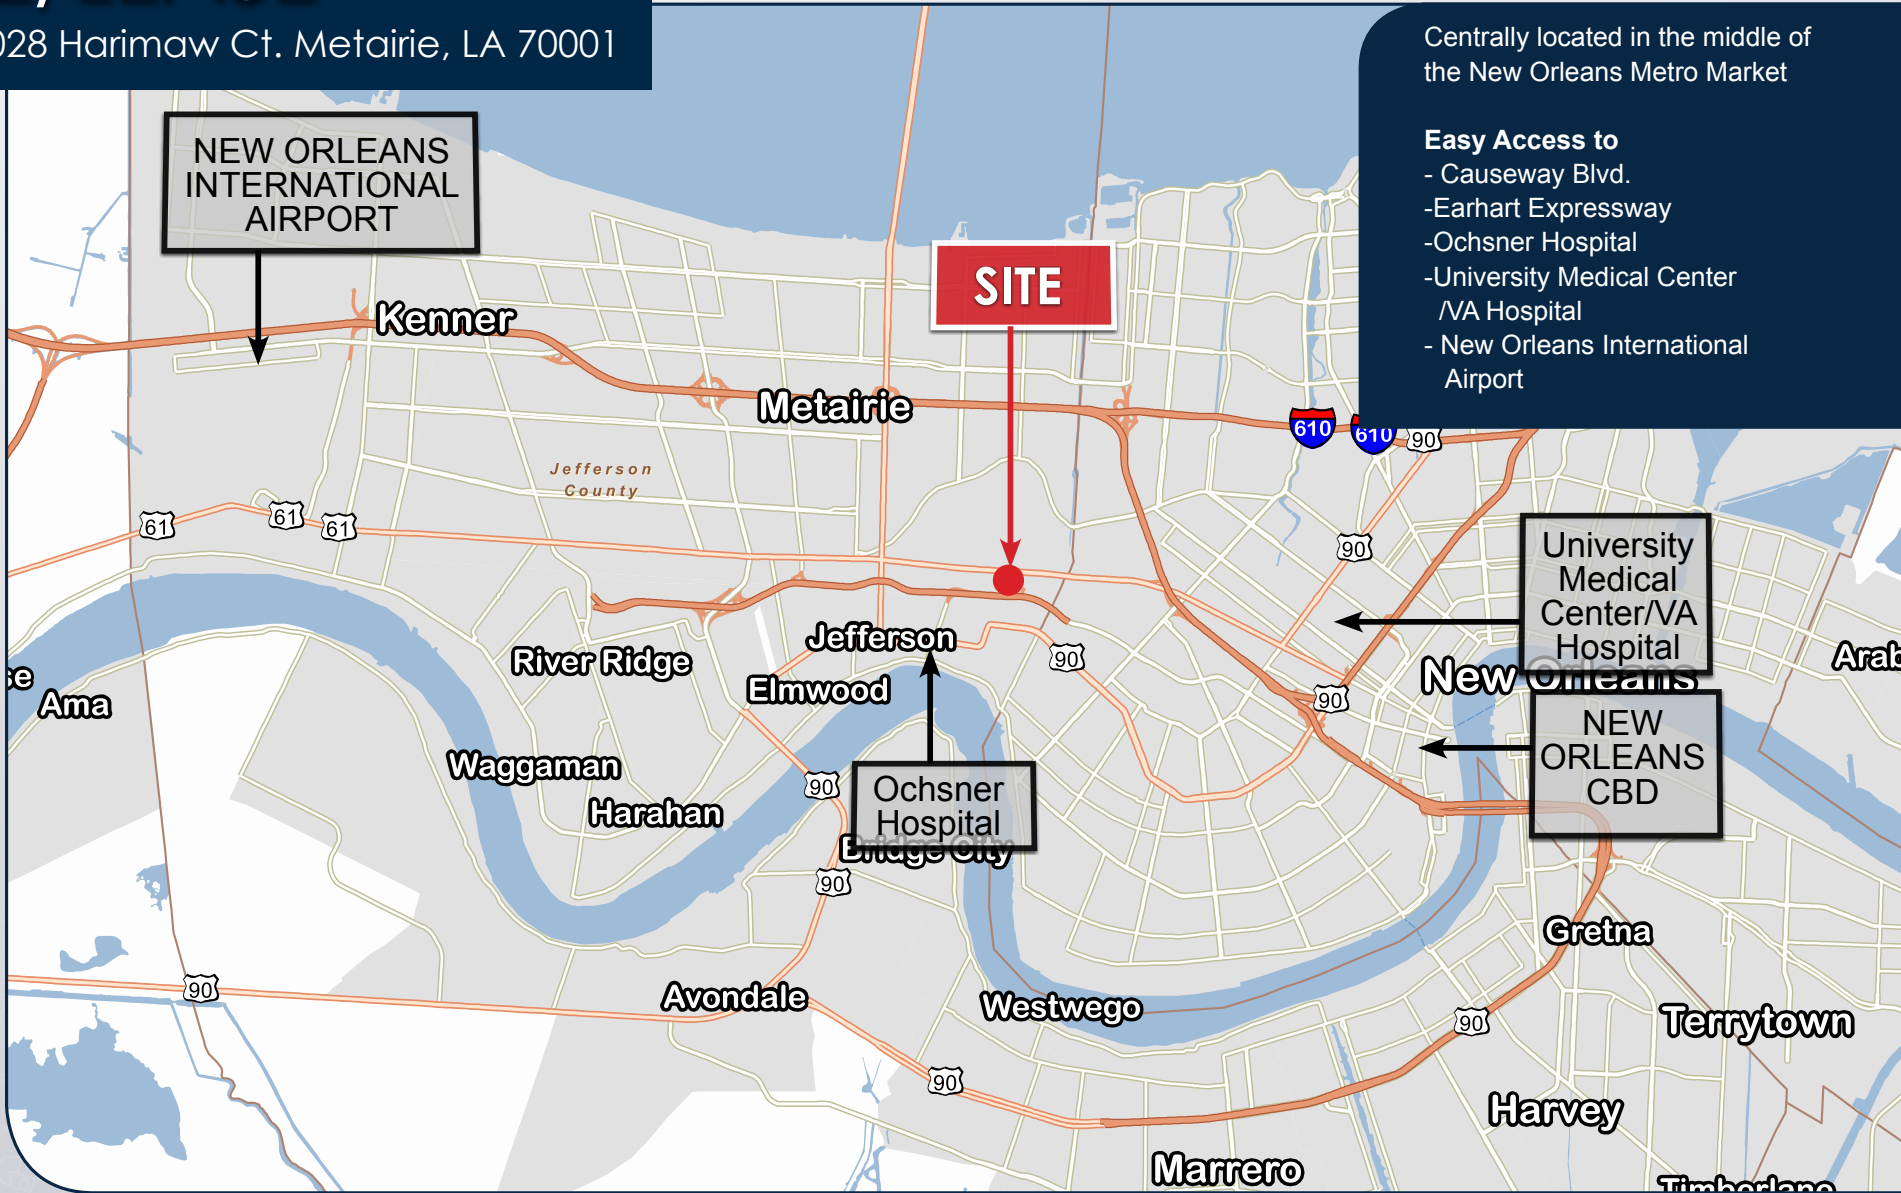 028 Harimaw Ct. Metairie, LA 70001
Centrally located in the middle of
the New Orleans Metro Market
Easy Access to
- Causeway Blvd.
-Earhart Expressway
-Ochsner Hospital
-University Medical Center
/VA Hospital
- New Orleans International
Airport
NEW ORLEANS
INTERNATIONAL
AIRPORT
SITE
Kenner
Metairie
610
610
90
Jefferson
County
61
61
61
90
University
Medical
Center/VA
Hospital
Jefferson
River Ridge
90
Elmwood
New Orleans
90
Ama
NEW
ORLEANS
CBD
Waggaman
90
Harahan
Ochsner
Hospital
Bridge City
90
Gretna
90
Avondale
Westwego
90
Terrytown
90
Harvey
Marrero